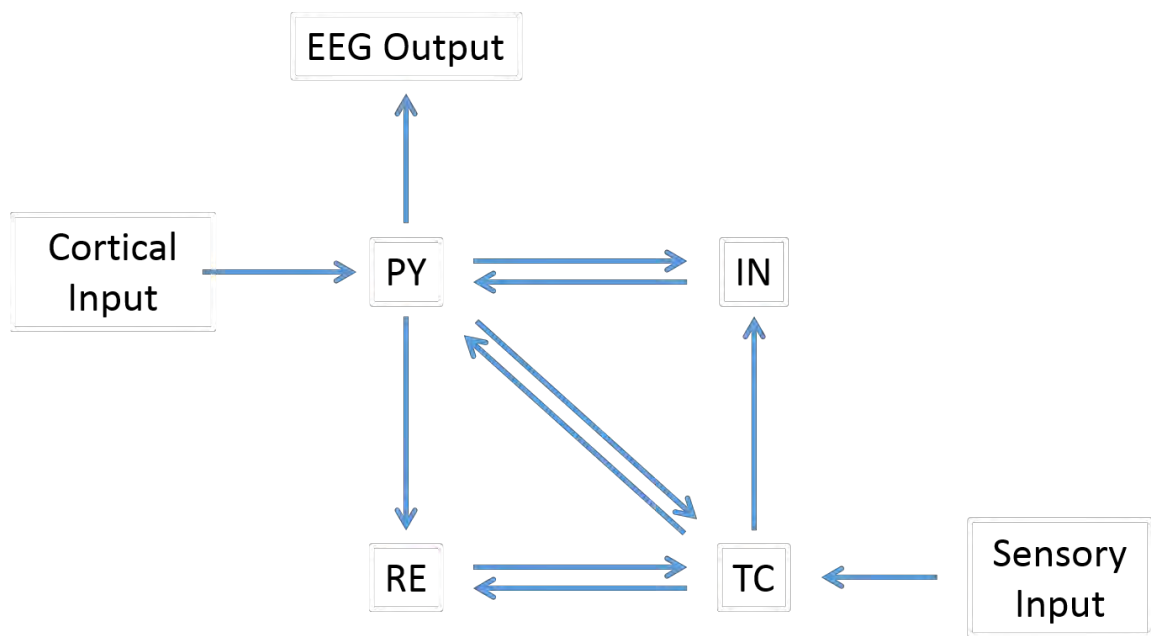 EEG Output
Cortical
Input
PY
IN
RE
TC
Sensory
Input